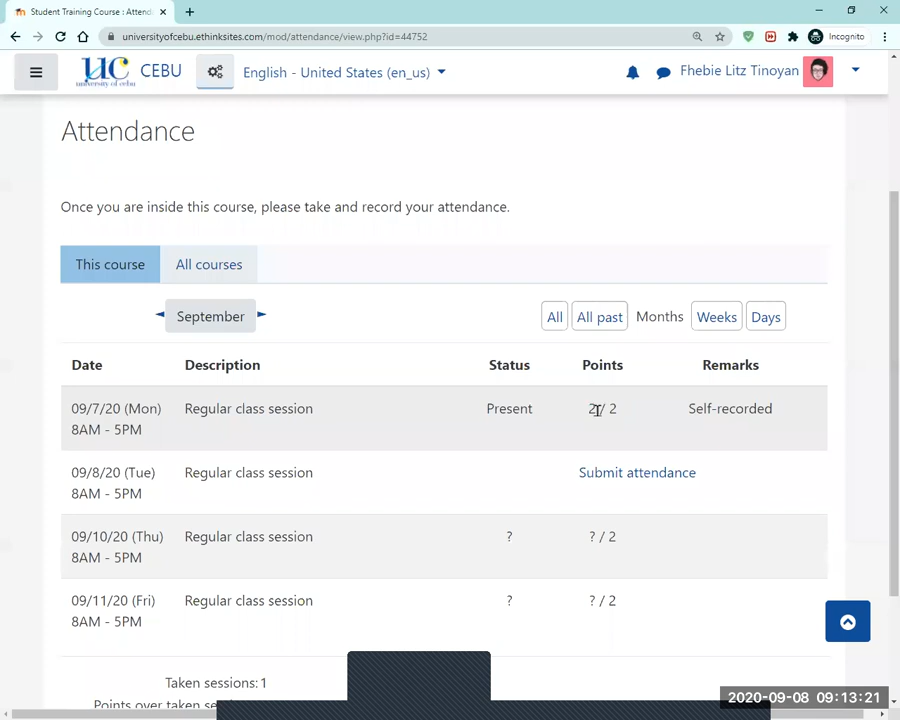 Student Training Course : Attend
universityofcebu.ethinksites.com/mod/attendance/view.php?id=44752
Incognito
UC
university of cebu
CEBU
English - United States (en_us)
Fhebie Litz Tinoyan
Attendance
Once you are inside this course, please take and record your attendance.
This course
All courses
September
All
All past
Months
Weeks
Days
Date Description Status Points Remarks
09/7/20 (Mon) Regular class session Present 2 / 2 Self-recorded
8AM - 5PM
09/8/20 (Tue) Regular class session Submit attendance
8AM - 5PM
09/10/20 (Thu) Regular class session ? ? / 2
8AM - 5PM
09/11/20 (Fri) Regular class session ? ? / 2
8AM - 5PM
Taken sessions: 1
Points over taken
2020-09-08 09:13:21